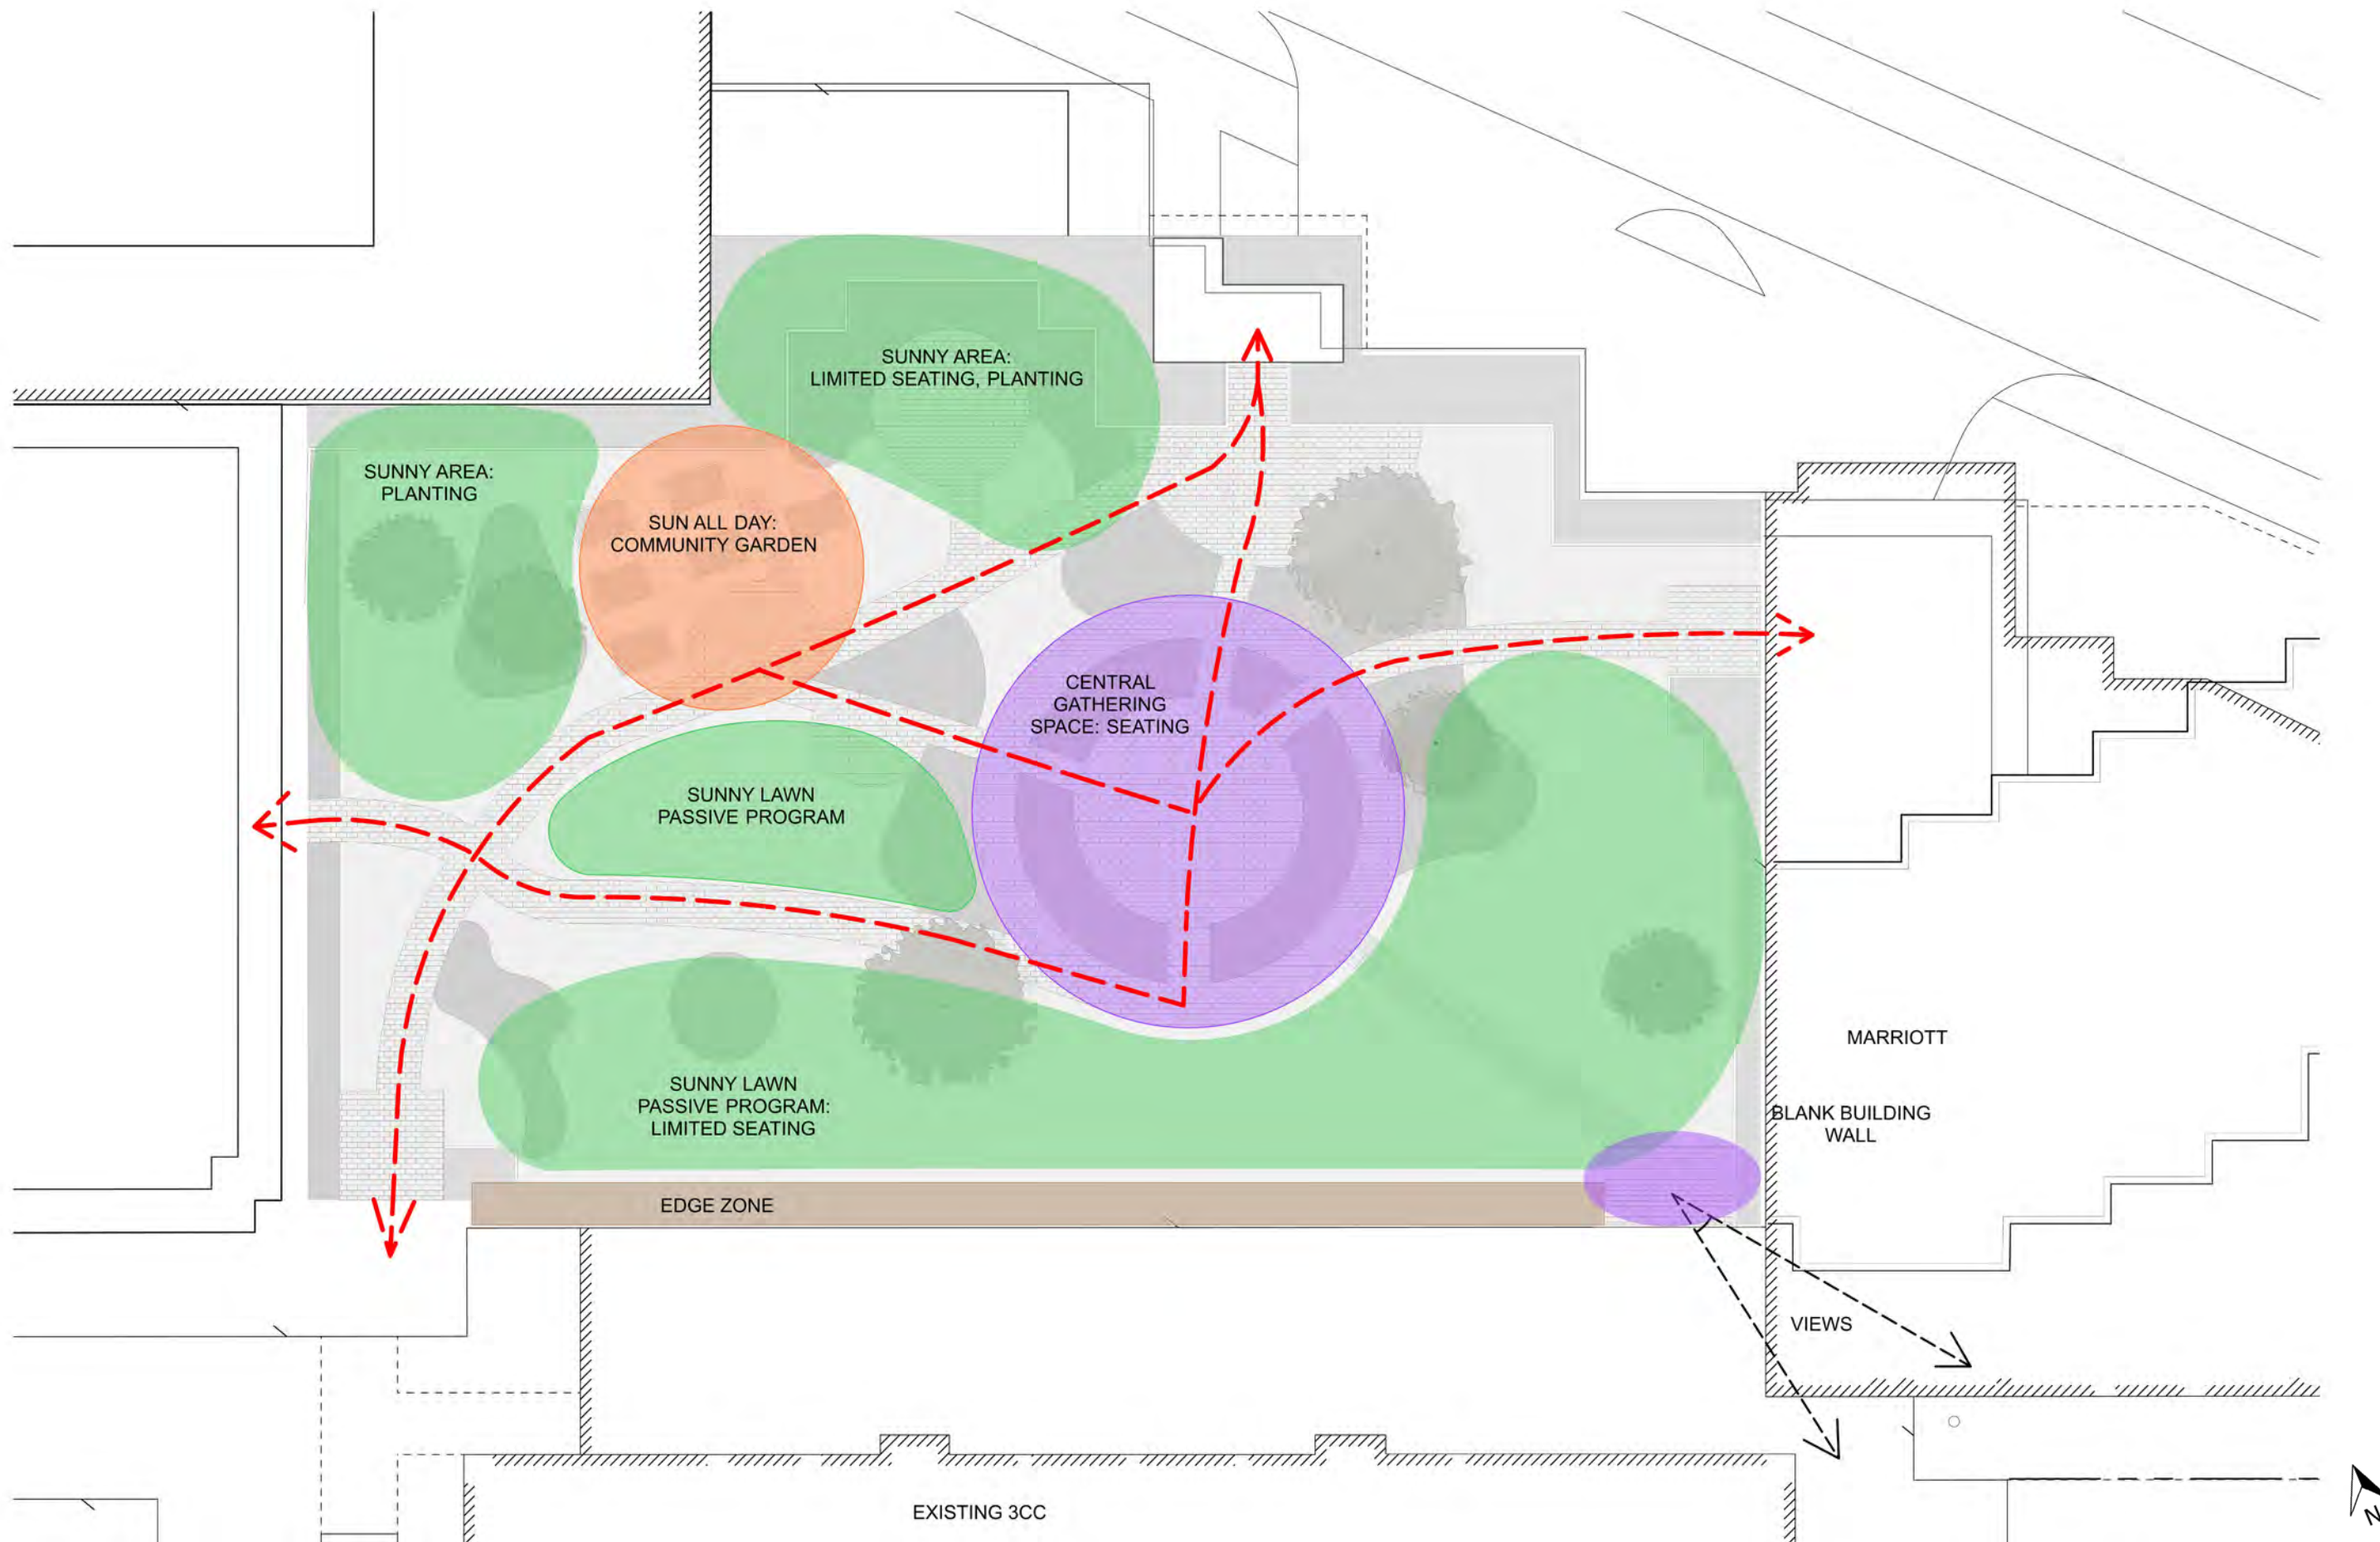 SUNNY AREA:
LIMITED SEATING, PLANTING
SUNNY AREA:
PLANTING
SUN ALL DAY:
COMMUNITY GARDEN
CENTRAL
GATHERING
SPACE: SEATING
SUNNY LAWN
PASSIVE PROGRAM
SUNNY LAWN
PASSIVE PROGRAM:
LIMITED SEATING
MARRIOTT
BLANK BUILDING
WALL
EDGE ZONE
VIEWS
EXISTING 3CC
N